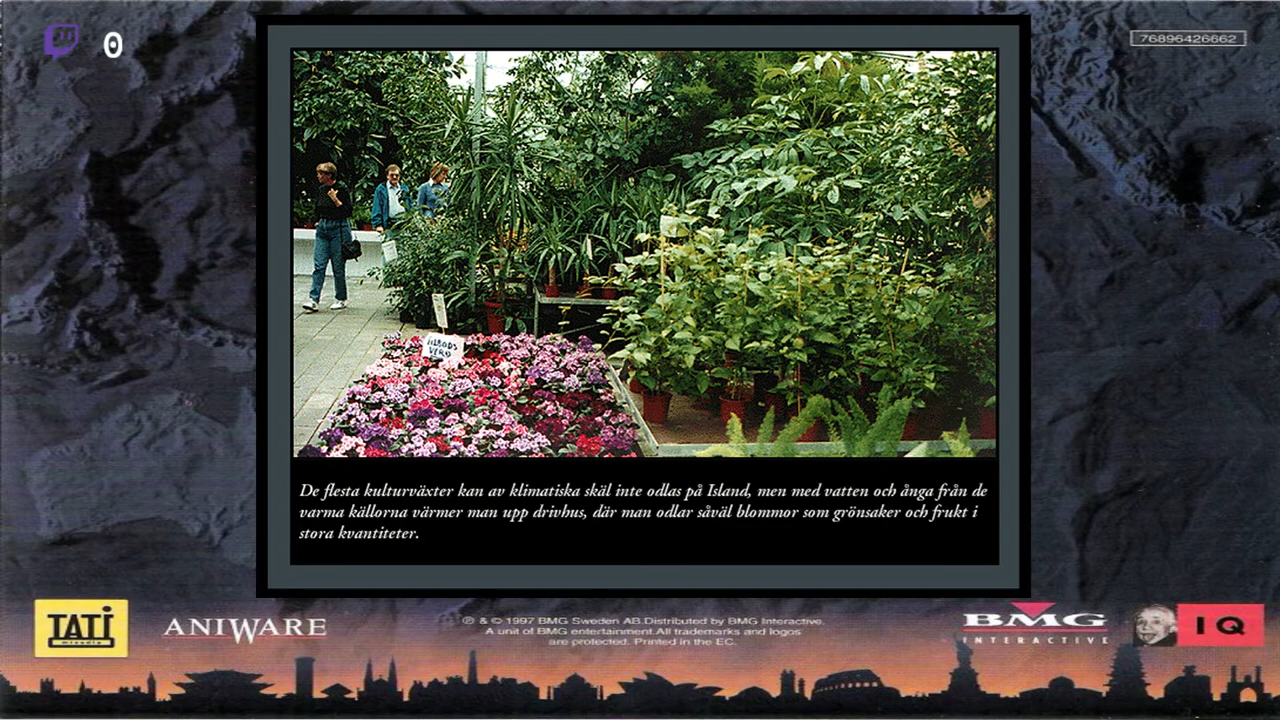 0
76896426662
TILBODS
VERÐ
De flesta kulturväxter kan av klimatiska skäl inte odlas på Island, men med vatten och ånga från de
varma källorna värmer man upp drivhus, där man odlar såväl blommor som grönsaker och frukt i
stora kvantiteter.
TATi
mixedia
ANIWARE
℗ & © 1997 BMG Sweden AB.Distributed by BMG Interactive.
A unit of BMG entertainment.All trademarks and logos
are protected. Printed in the EC.
BMG
INTERACTIVE
IQ